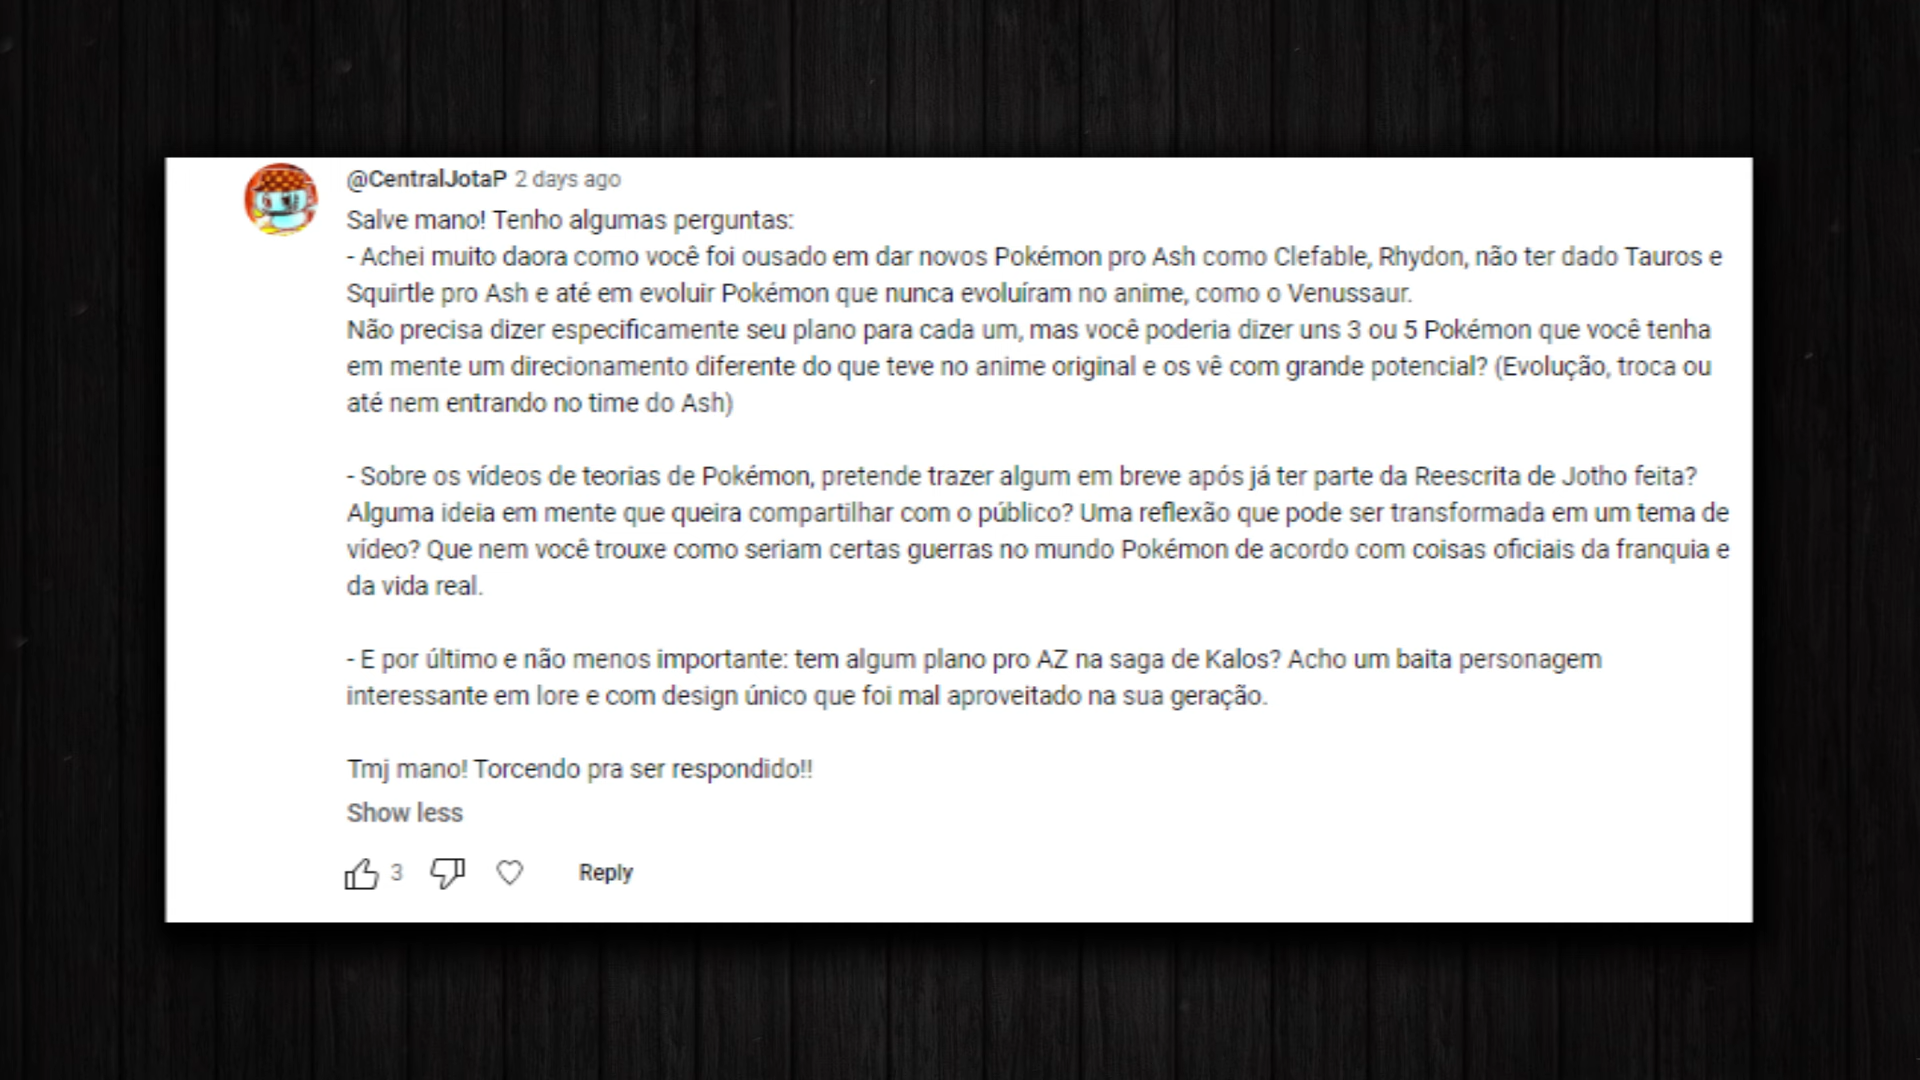 @CentralJotaP 2 days ago
Salve mano! Tenho algumas perguntas:
- Achei muito daora como você foi ousado em dar novos Pokémon pro Ash como Clefable, Rhydon, não ter dado Tauros e
Squirtle pro Ash e até em evoluir Pokémon que nunca evoluíram no anime, como o Venussaur.
Não precisa dizer especificamente seu plano para cada um, mas você poderia dizer uns 3 ou 5 Pokémon que você tenha
em mente um direcionamento diferente do que teve no anime original e os vê com grande potencial? (Evolução, troca ou
até nem entrando no time do Ash)
- Sobre os vídeos de teorias de Pokémon, pretende trazer algum em breve após já ter parte da Reescrita de Jotho feita?
Alguma ideia em mente que queira compartilhar com o público? Uma reflexão que pode ser transformada em um tema de
vídeo? Que nem você trouxe como seriam certas guerras no mundo Pokémon de acordo com coisas oficiais da franquia e
da vida real.
- E por último e não menos importante: tem algum plano pro AZ na saga de Kalos? Acho um baita personagem
interessante em lore e com design único que foi mal aproveitado na sua geração.
Tmj mano! Torcendo pra ser respondido!!
Show less
3 Reply